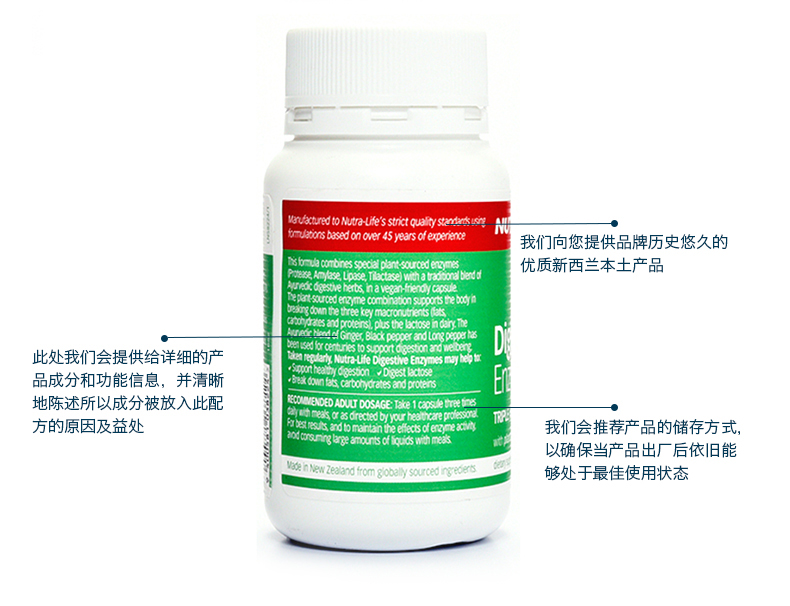 Manufactured to Nutra-Life's strict quality standards using
formulations based on over 45 years of experience
This formula combines special plant-sourced enzymes
(Protease, Amylase, Lipase, Tilactase) with a traditional blend of
Ayurvedic digestive herbs, in a vegan-friendly capsule.
The plant-sourced enzyme combination supports the body in
breaking down the three key macronutrients (fats,
carbohydrates and proteins), plus the lactose in dairy. The
Ayurvedic blend of Ginger, Black pepper and Long pepper has
been used for centuries to support digestion and wellbeing.
Taken regularly, Nutra-Life Digestive Enzymes may help to:
✓Support healthy digestion ✓Digest lactose
✓Break down fats, carbohydrates and proteins
RECOMMENDED ADULT DOSAGE: Take 1 capsule three times
daily with meals, or as directed by your healthcare professional.
For best results, and to maintain the effects of enzyme activity,
avoid consuming large amounts of liquids with meals.
Made in New Zealand from globally sourced ingredients.
我们向您提供品牌历史悠久的
优质新西兰本土产品
此处我们会提供给详细的产
品成分和功能信息，并清晰
地陈述所以成分被放入此配
方的原因及益处
我们会推荐产品的储存方式,
以确保当产品出厂后依旧能
够处于最佳使用状态